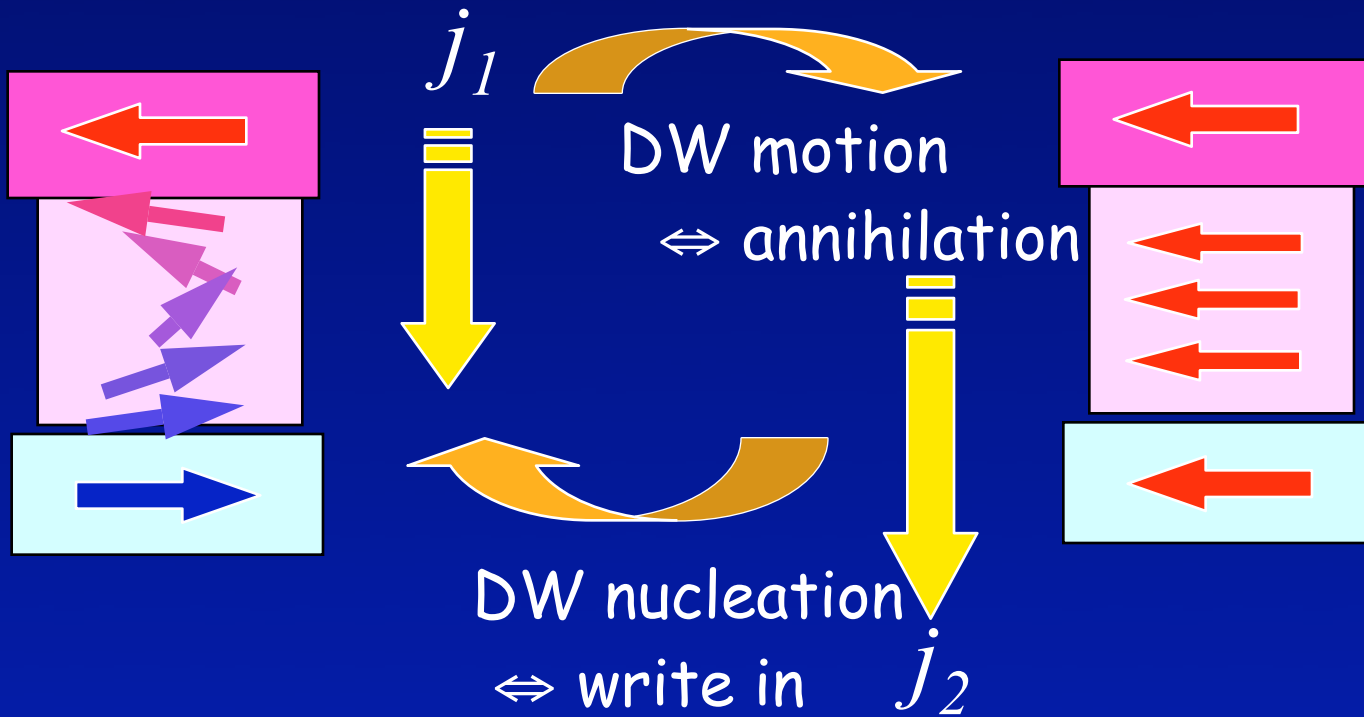 j1
DW motion
⇔ annihilation
DW nucleation
⇔ write in
j2